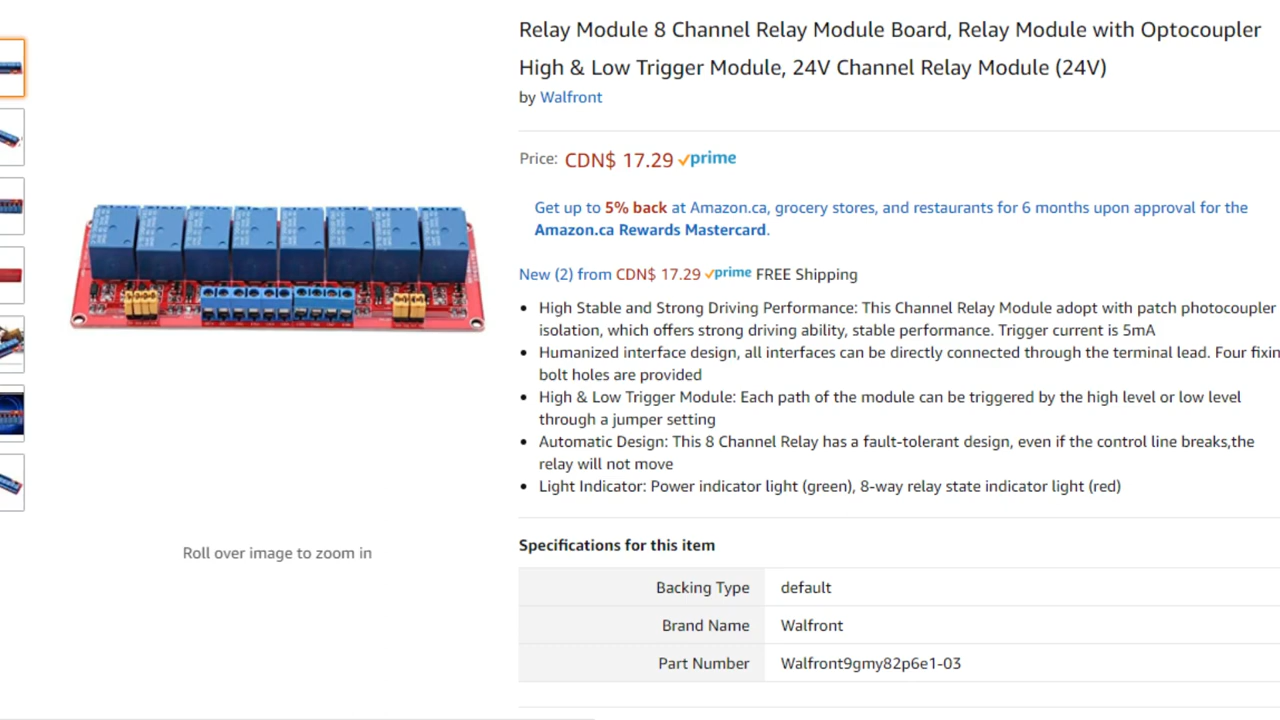 Relay Module 8 Channel Relay Module Board, Relay Module with Optocoupler
High & Low Trigger Module, 24V Channel Relay Module (24V)
by Walfront
Price: CDN$ 17.29 prime
Get up to 5% back at Amazon.ca, grocery stores, and restaurants for 6 months upon approval for the
Amazon.ca Rewards Mastercard.
New (2) from CDN$ 17.29 prime FREE Shipping
• High Stable and Strong Driving Performance: This Channel Relay Module adopt with patch photocoupler
isolation, which offers strong driving ability, stable performance. Trigger current is 5mA
• Humanized interface design, all interfaces can be directly connected through the terminal lead. Four fixin
bolt holes are provided
• High & Low Trigger Module: Each path of the module can be triggered by the high level or low level
through a jumper setting
• Automatic Design: This 8 Channel Relay has a fault-tolerant design, even if the control line breaks,the
relay will not move
• Light Indicator: Power indicator light (green), 8-way relay state indicator light (red)
Roll over image to zoom in
Specifications for this item
Backing Type default
Brand Name Walfront
Part Number Walfront9gmy82p6e1-03